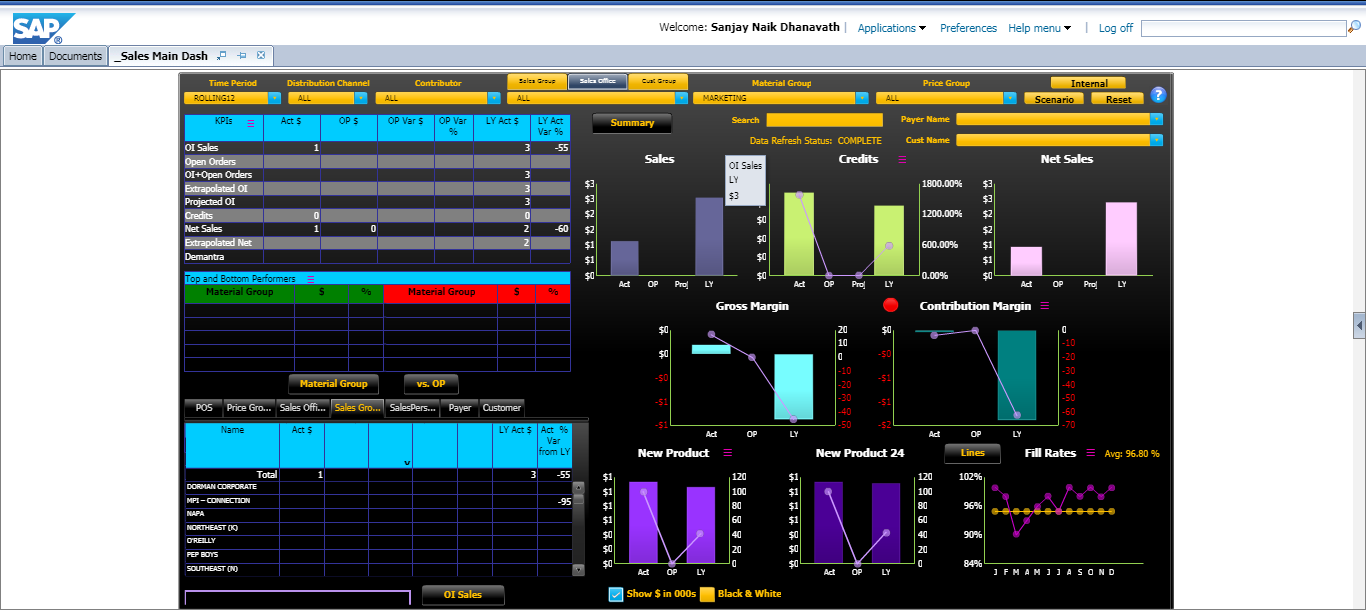 SAP ®
Welcome: Sanjay Naik Dhanavath | Applications Preferences Help menu | Log off
Home Documents _Sales Main Dash
Time Period Distribution Channel Contributor Sales Group Sales Office Cust Group Material Group Price Group Internal
ROLLING12 ALL ALL ALL MARKETING ALL Scenario Reset ?
KPIs Act $ OP $ OP Var $ OP Var % LY Act $ LY Act Var %
OI Sales 1 3 -55
Open Orders
OI+Open Orders 3
Extrapolated OI 3
Projected OI 3
Credits 0 0
Net Sales 1 0 2 -60
Extrapolated Net 2
Demantra
Summary Search Payer Name
Data Refresh Status: COMPLETE Cust Name
Sales
$3
$3
$2
$2
$1
$1
$0
Act OP Proj LY
OI Sales
LY
$3
Credits
$0
$0
$0
$0
1800.00%
1200.00%
600.00%
0.00%
Act OP Proj LY
Net Sales
$3
$3
$2
$2
$1
$1
$0
Act OP Proj LY
Top and Bottom Performers
Material Group $ % Material Group $ %
Material Group vs. OP
Gross Margin
$0
$0
-$0
-$1
-$1
20
10
0
-10
-20
-30
-40
-50
Act OP LY
Contribution Margin
$0
-$0
-$1
-$1
-$2
0
-10
-20
-30
-40
-50
-60
-70
Act OP LY
POS Price Gro... Sales Offi... Sales Gro... SalesPers... Payer Customer
Name Act $ v LY Act $ Act % Var from LY
Total 1 3 -55
DORMAN CORPORATE
MPI – CONNECTION -95
NAPA
NORTHEAST (K)
O'REILLY
PEP BOYS
SOUTHEAST (N)
OI Sales
New Product
$1
$1
$1
$1
$0
$0
$0
120
100
80
60
40
20
0
Act OP LY
New Product 24
$1
$1
$1
$1
$0
$0
$0
120
100
80
60
40
20
0
Act OP LY
Lines Fill Rates Avg: 96.80 %
102%
96%
90%
84%
J F M A M J J A S O N D
Show $ in 000s Black & White